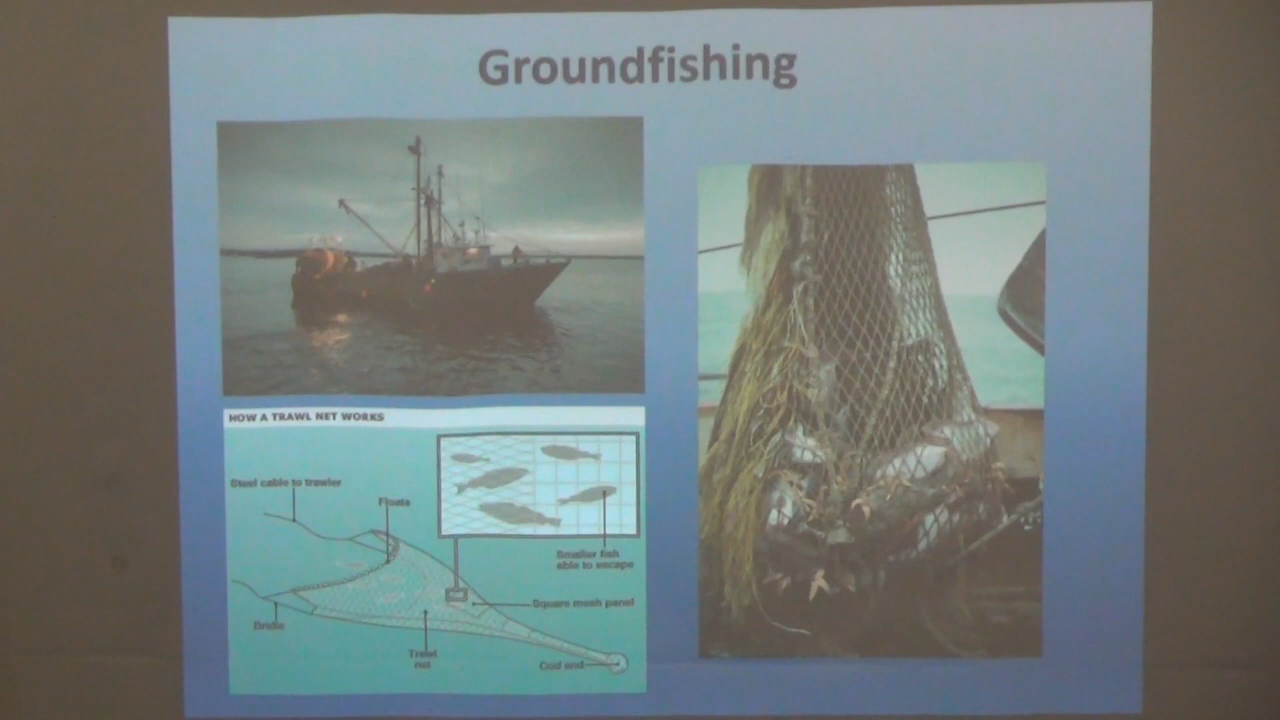 Groundfishing
HOW A TRAWL NET WORKS
Steel cable to trawler
Floats
Smaller fish
able to escape
Square mesh panel
Bridle
Trawl
net
Cod end